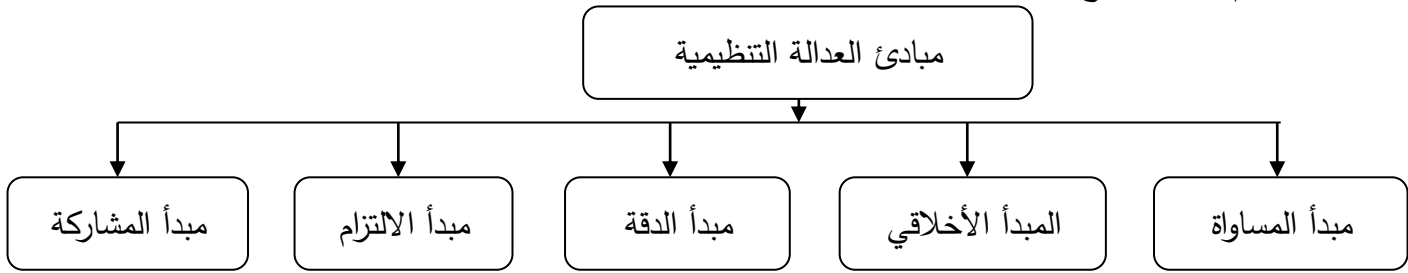 مبادئ العدالة التنظيمية
مبدأ المساواة
المبدأ الأخلاقي
مبدأ الدقة
مبدأ الالتزام
مبدأ المشاركة